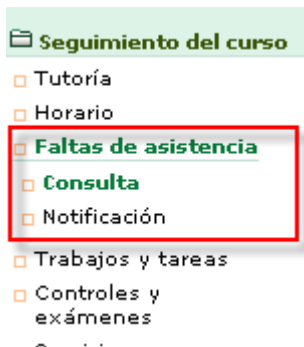 Seguimiento del curso
Tutoría
Horario
Faltas de asistencia
Consulta
Notificación
Trabajos y tareas
Controles y
exámenes